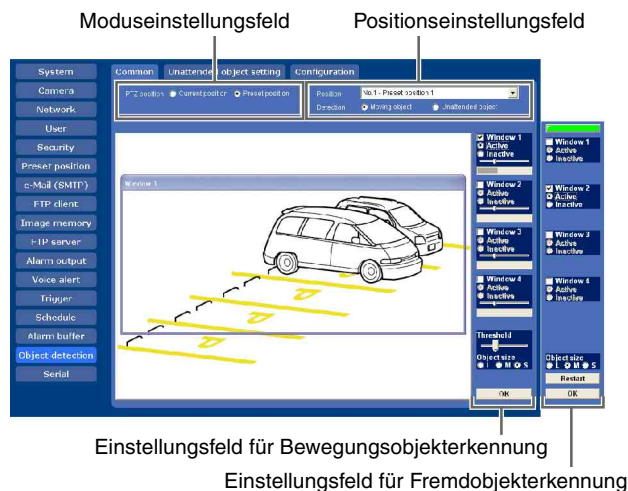 Moduseinstellungsfeld
Positionseinstellungsfeld
System
Camera
Network
User
Security
Preset position
e-Mail (SMTP)
FTP client
Image memory
FTP server
Alarm output
Voice alert
Trigger
Schedule
Alarm buffer
Object detection
Serial
Common
Unattended object setting
Configuration
PTZ position
Current position
Preset position
Position
No.1 - Preset position 1
Detection
Moving object
Unattended object
Window 1
Window 1
Active
Inactive
Window 2
Active
Inactive
Window 3
Active
Inactive
Window 4
Active
Inactive
Threshold
Object size
L M S
OK
Window 1
Active
Inactive
Window 2
Active
Inactive
Window 3
Active
Inactive
Window 4
Active
Inactive
Object size
L M S
Restart
OK
Einstellungsfeld für Bewegungsobjekterkennung
Einstellungsfeld für Fremdobjekterkennung